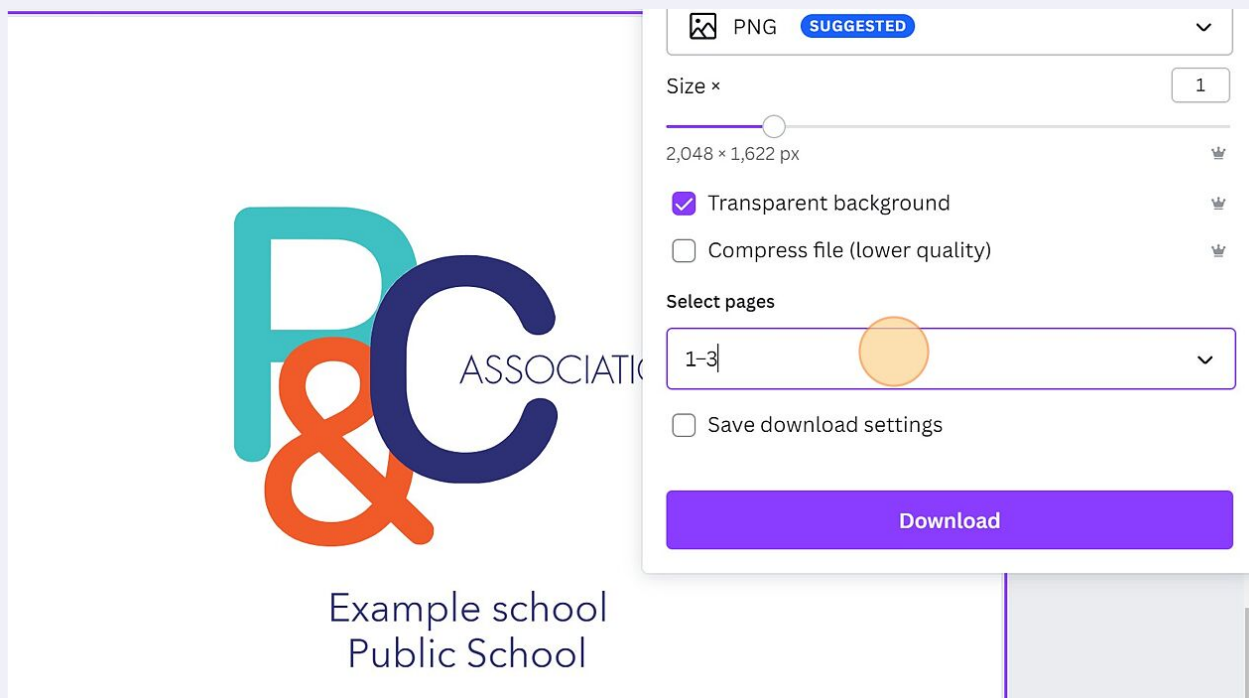 P&C
ASSOCIATIO
Example school
Public School
PNG SUGGESTED
Size × 1
2,048 × 1,622 px
Transparent background
Compress file (lower quality)
Select pages
1–3
Save download settings
Download